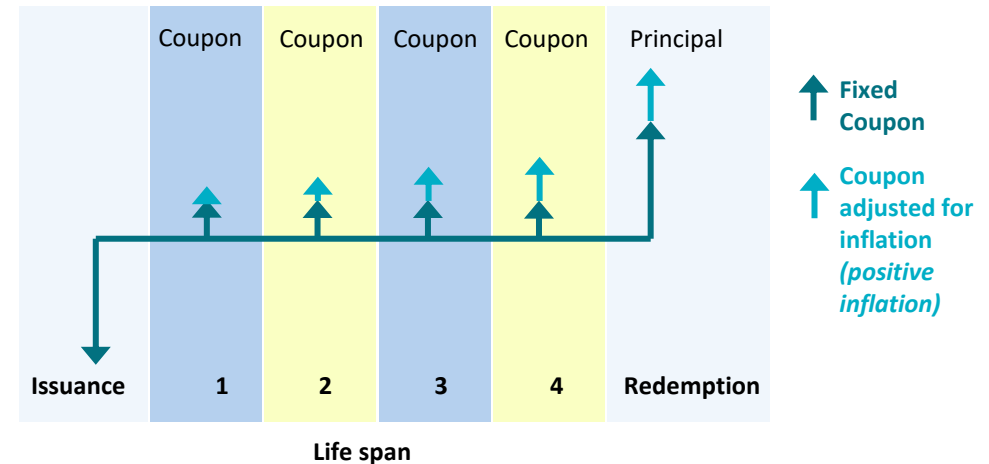 Coupon
Coupon
Coupon
Coupon
Principal
Fixed
Coupon
Coupon
adjusted for
inflation
(positive
inflation)
Issuance
1
2
3
4
Redemption
Life span